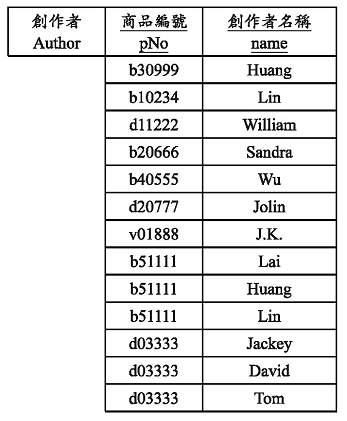 創作者 商品編號 創作者名稱
Author pNo name
b30999 Huang
b10234 Lin
d11222 William
b20666 Sandra
b40555 Wu
d20777 Jolin
v01888 J.K.
b51111 Lai
b51111 Huang
b51111 Lin
d03333 Jackey
d03333 David
d03333 Tom